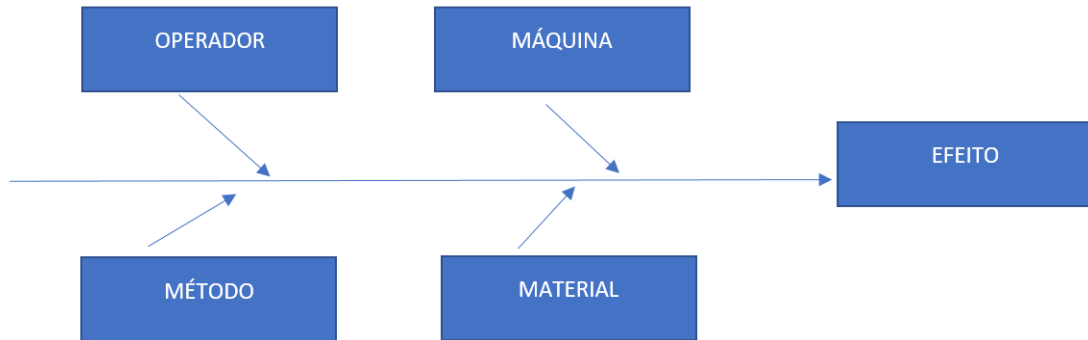 OPERADOR
MÁQUINA
EFEITO
MÉTODO
MATERIAL